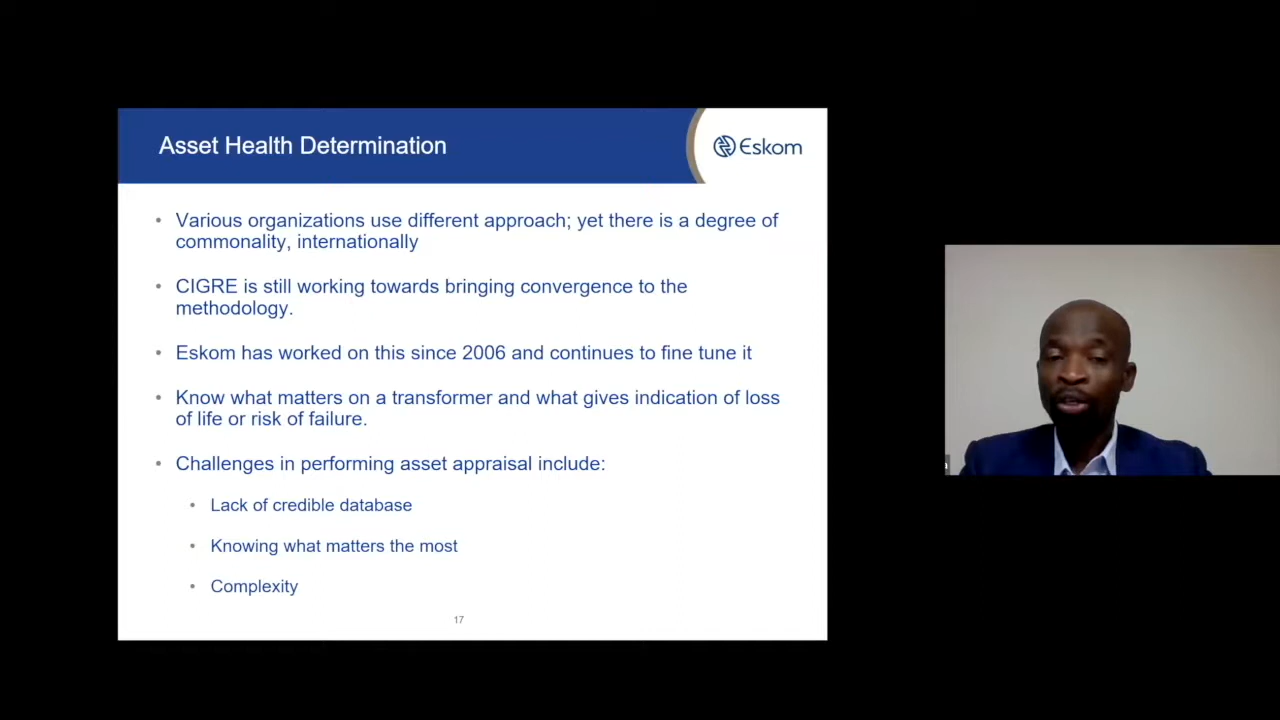 Asset Health Determination
Eskom
• Various organizations use different approach; yet there is a degree of
commonality, internationally
• CIGRE is still working towards bringing convergence to the
methodology.
• Eskom has worked on this since 2006 and continues to fine tune it
• Know what matters on a transformer and what gives indication of loss
of life or risk of failure.
• Challenges in performing asset appraisal include:
• Lack of credible database
• Knowing what matters the most
• Complexity
17